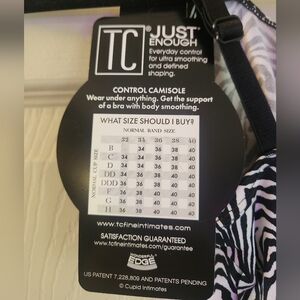 TC® JUST
ENOUGH
Everyday control
for ultra smoothing
and defined
shaping.
CONTROL CAMISOLE
Wear under anything. Get the support
of a bra with body smoothing.
WHAT SIZE SHOULD I BUY?
NORMAL BAND SIZE
32 34 36 38 40
NORMAL CUP SIZE
B 34 36 38 40
C 34 34 36 38 40
D 34 34 36 38 40
DD 34 36 36 38 40
DDD 36 36 38 40 40
F 36 36 38 40 40
G 36 38 38 40 40
H 36 38 40 40 40
www.tcfineintimates.com
SATISFACTION GUARANTEED
www.tcfineintimates.com/guarantee
WONDERFUL
EDGE
US PATENT 7,228,809 AND PATENTS PENDING
© Cupid Intimates